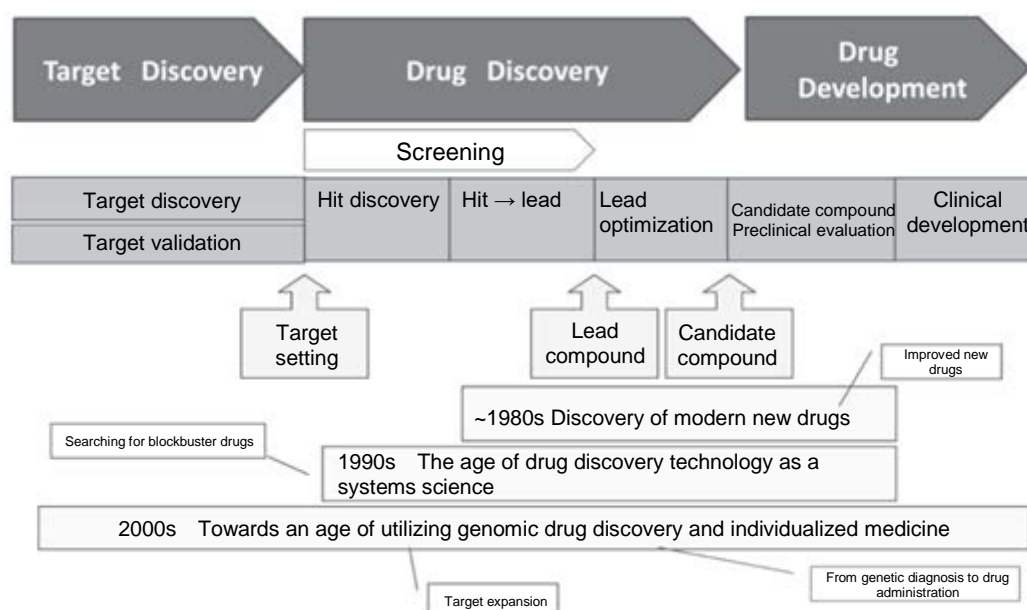 Target Discovery
Drug Discovery
Drug
Development
Screening
Target discovery
Target validation
Hit discovery
Hit → lead
Lead
optimization
Candidate compound
Preclinical evaluation
Clinical
development
Target
setting
Lead
compound
Candidate
compound
Improved new
drugs
~1980s Discovery of modern new drugs
Searching for blockbuster drugs
1990s The age of drug discovery technology as a
systems science
2000s Towards an age of utilizing genomic drug discovery and individualized medicine
Target expansion
From genetic diagnosis to drug
administration